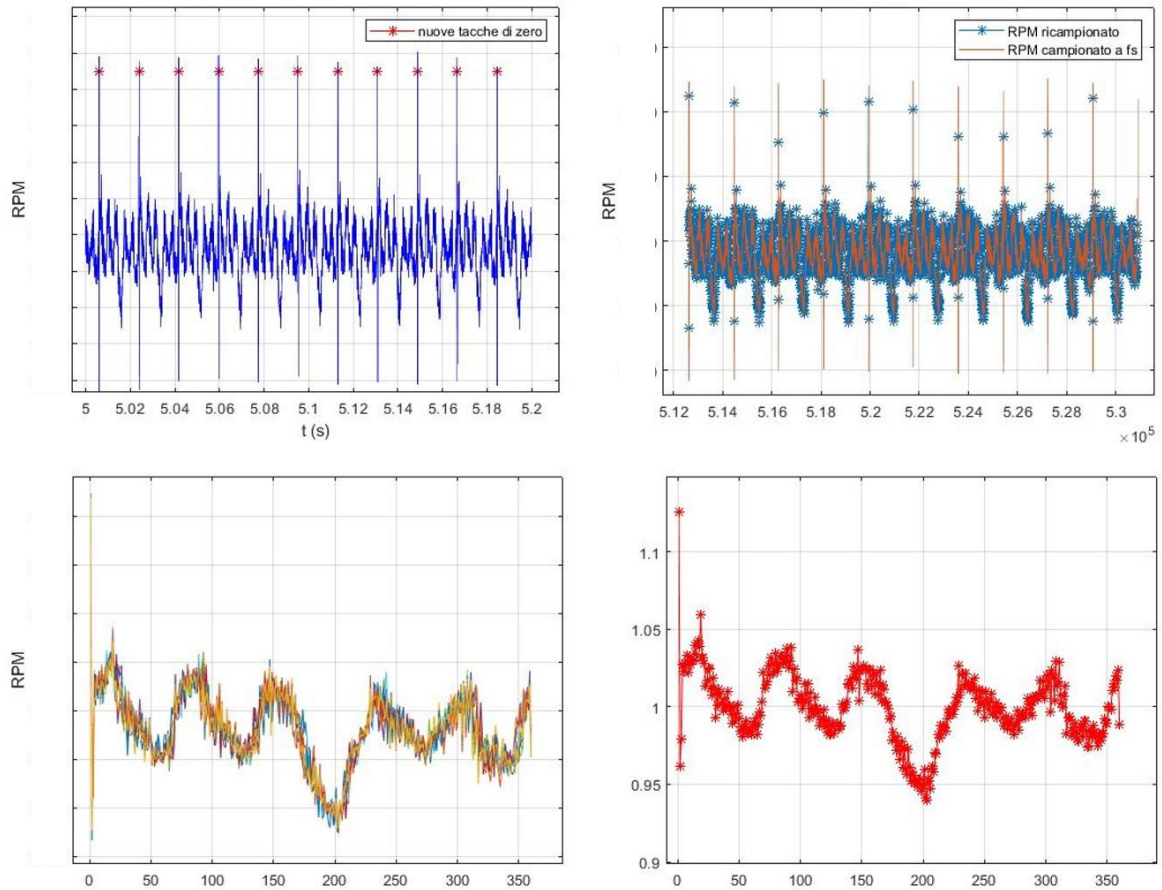 nuove tacche di zero
RPM
5 5.02 5.04 5.06 5.08 5.1 5.12 5.14 5.16 5.18 5.2
t (s)
RPM ricampionato
RPM campionato a fs
RPM
5.12 5.14 5.16 5.18 5.2 5.22 5.24 5.26 5.28 5.3
×10⁵
RPM
0 50 100 150 200 250 300 350
1.1
1.05
1
0.95
0.9
0 50 100 150 200 250 300 350